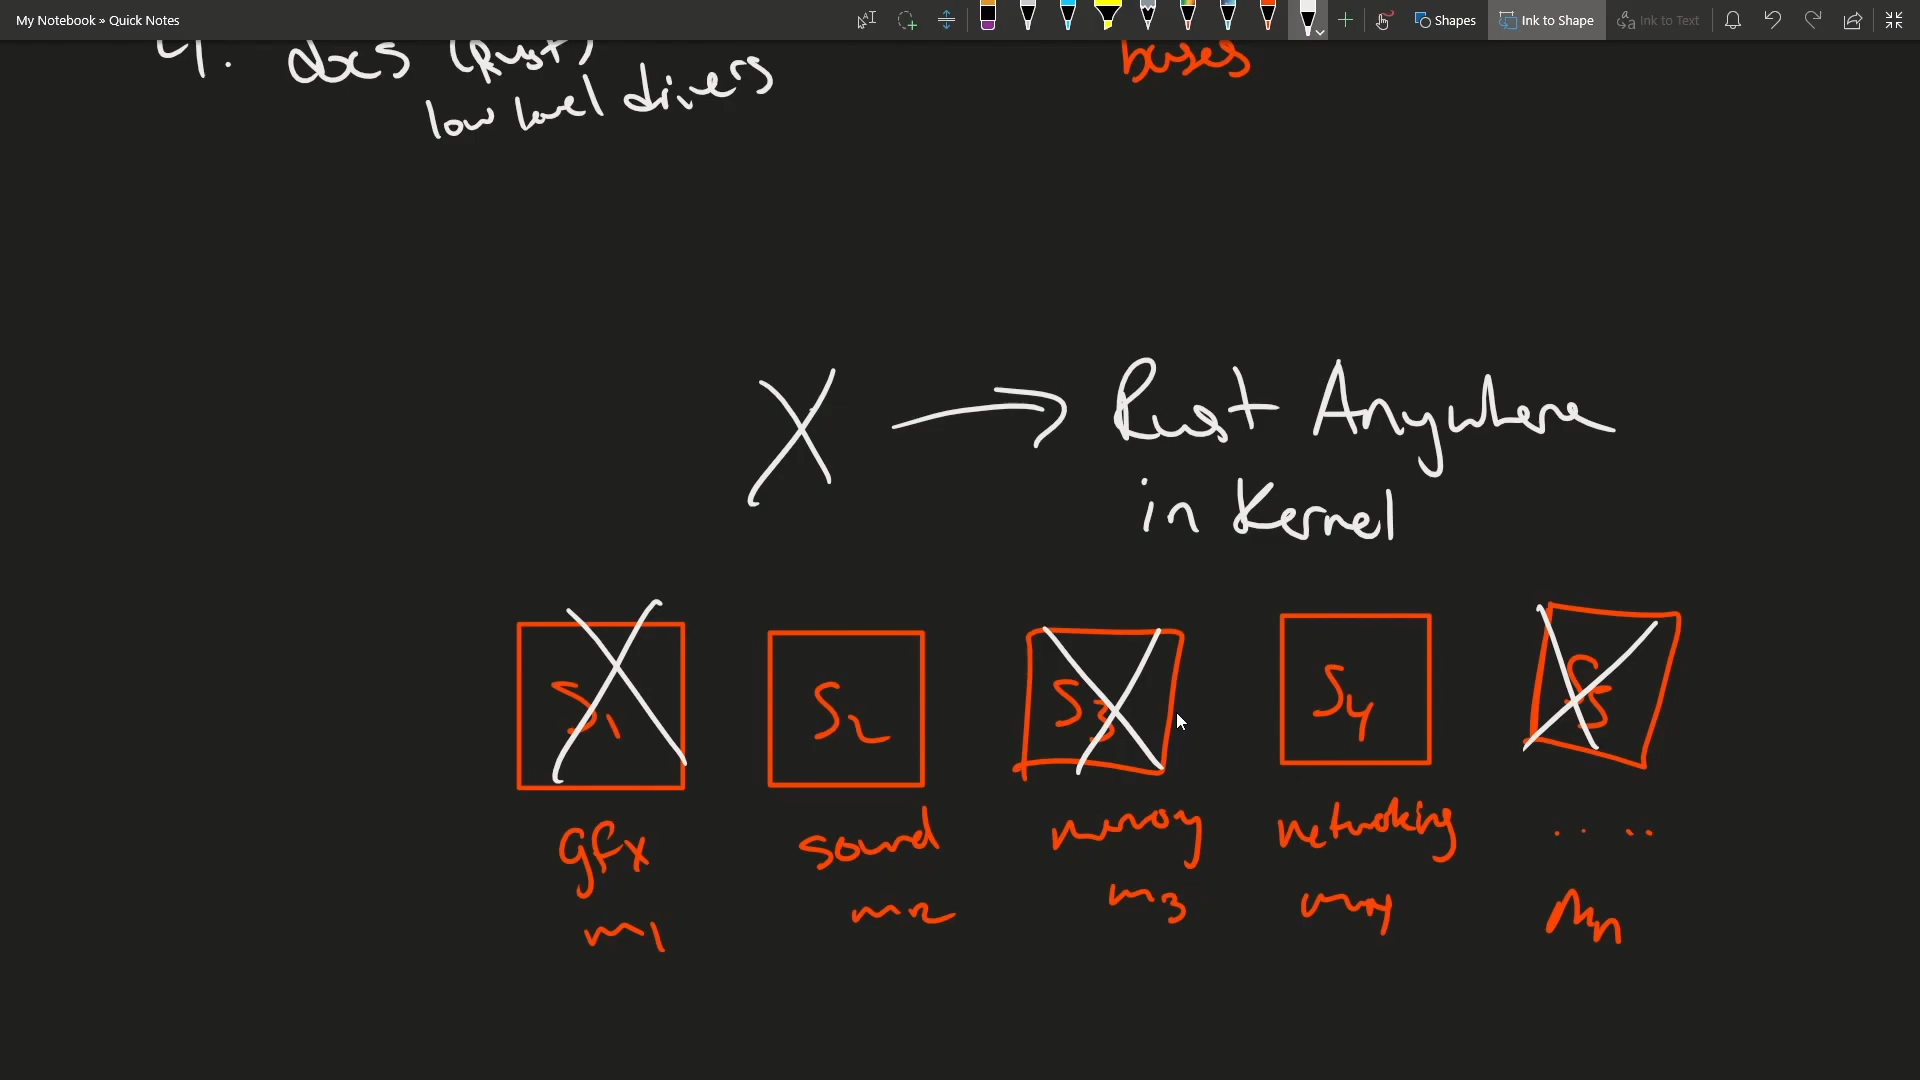 My Notebook » Quick Notes
Shapes
Ink to Shape
Ink to Text
4. docs (Rust)
low level drivers
buses
X → Rust Anywhere
in Kernel
S1 S2 S3 S4 S5
gfx sound memory networking ....
m1 m2 m3 m4 Mn